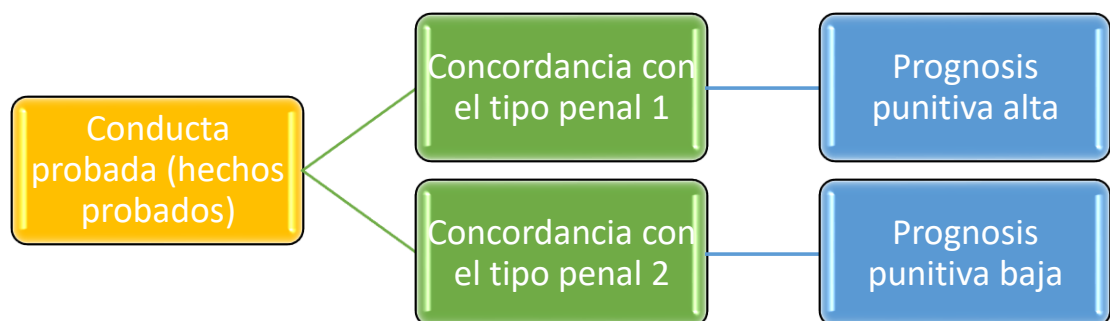 Conducta
probada (hechos
probados)
Concordancia con
el tipo penal 1
Prognosis
punitiva alta
Concordancia con
el tipo penal 2
Prognosis
punitiva baja